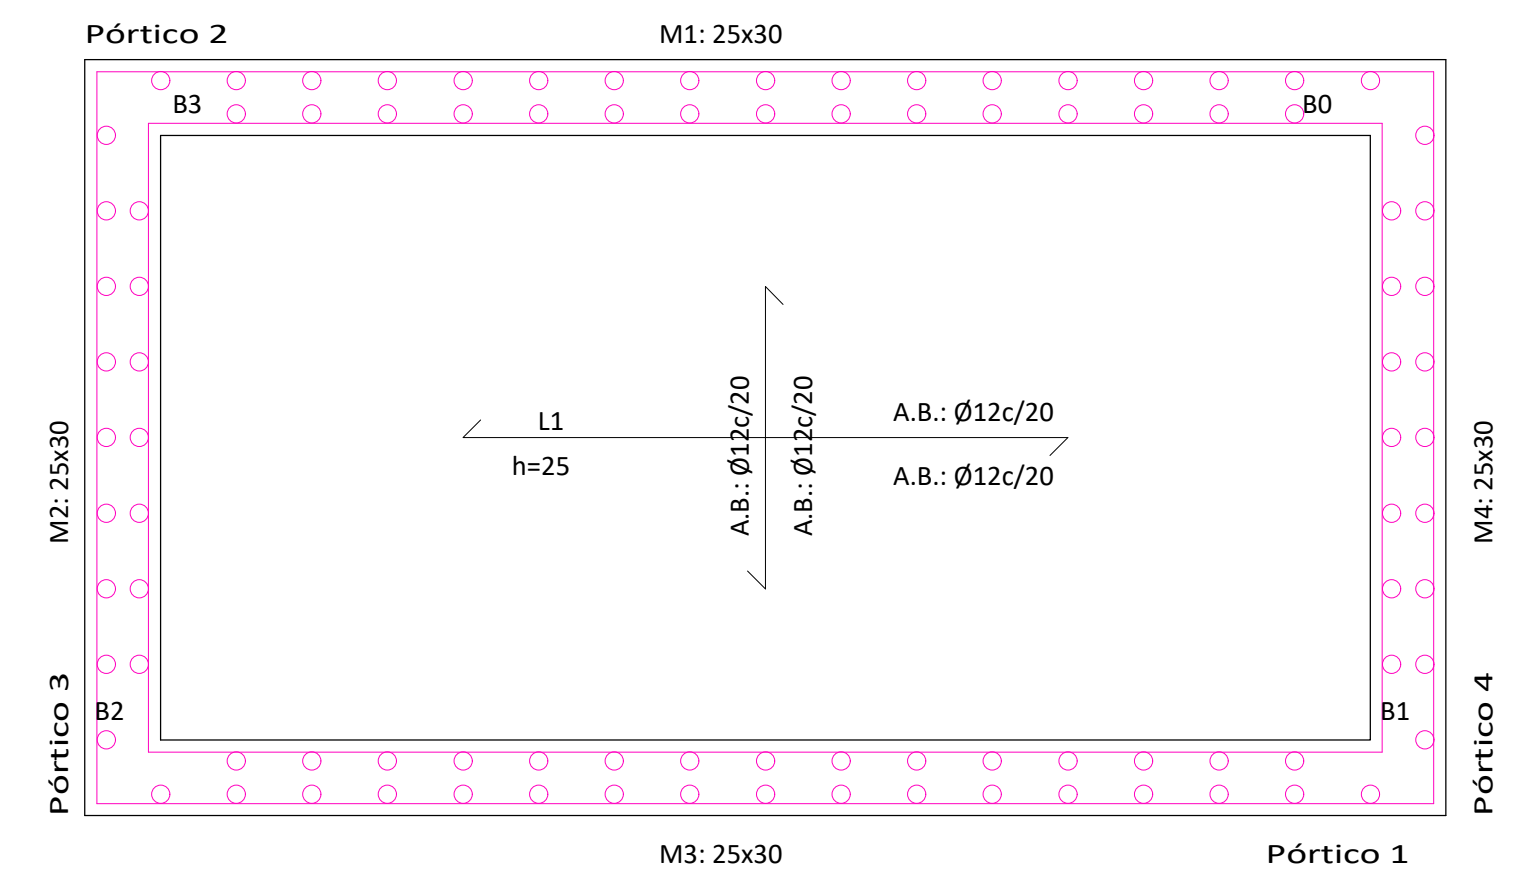 Pórtico 2
M1: 25x30
B3
B0
L1
h=25
A.B.: Ø12c/20
A.B.: Ø12c/20
A.B.: Ø12c/20
A.B.: Ø12c/20
M2: 25x30
M4: 25x30
Pórtico 3
B2
B1
Pórtico 4
M3: 25x30
Pórtico 1